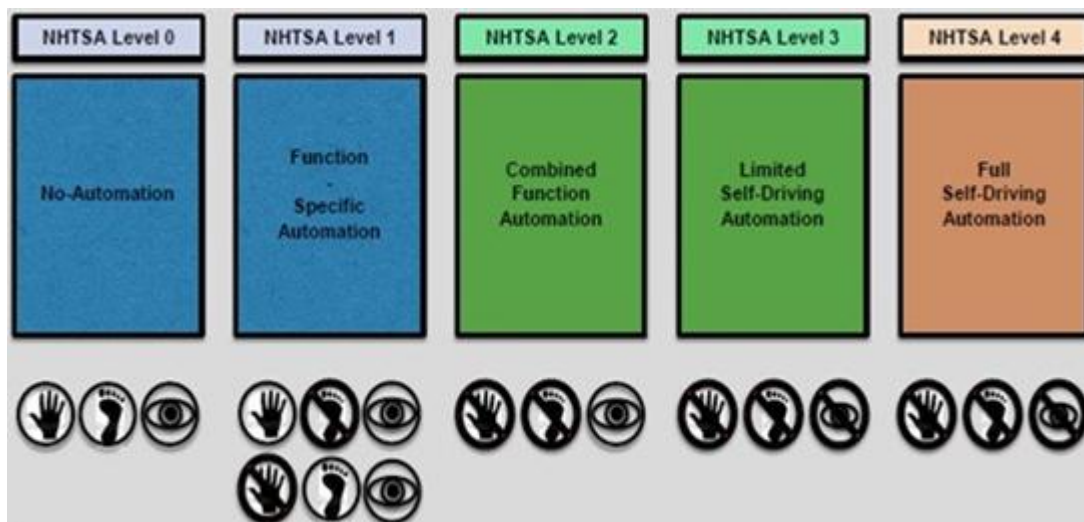 NHTSA Level 0
NHTSA Level 1
NHTSA Level 2
NHTSA Level 3
NHTSA Level 4
No-Automation
Function
-
Specific
Automation
Combined
Function
Automation
Limited
Self-Driving
Automation
Full
Self-Driving
Automation